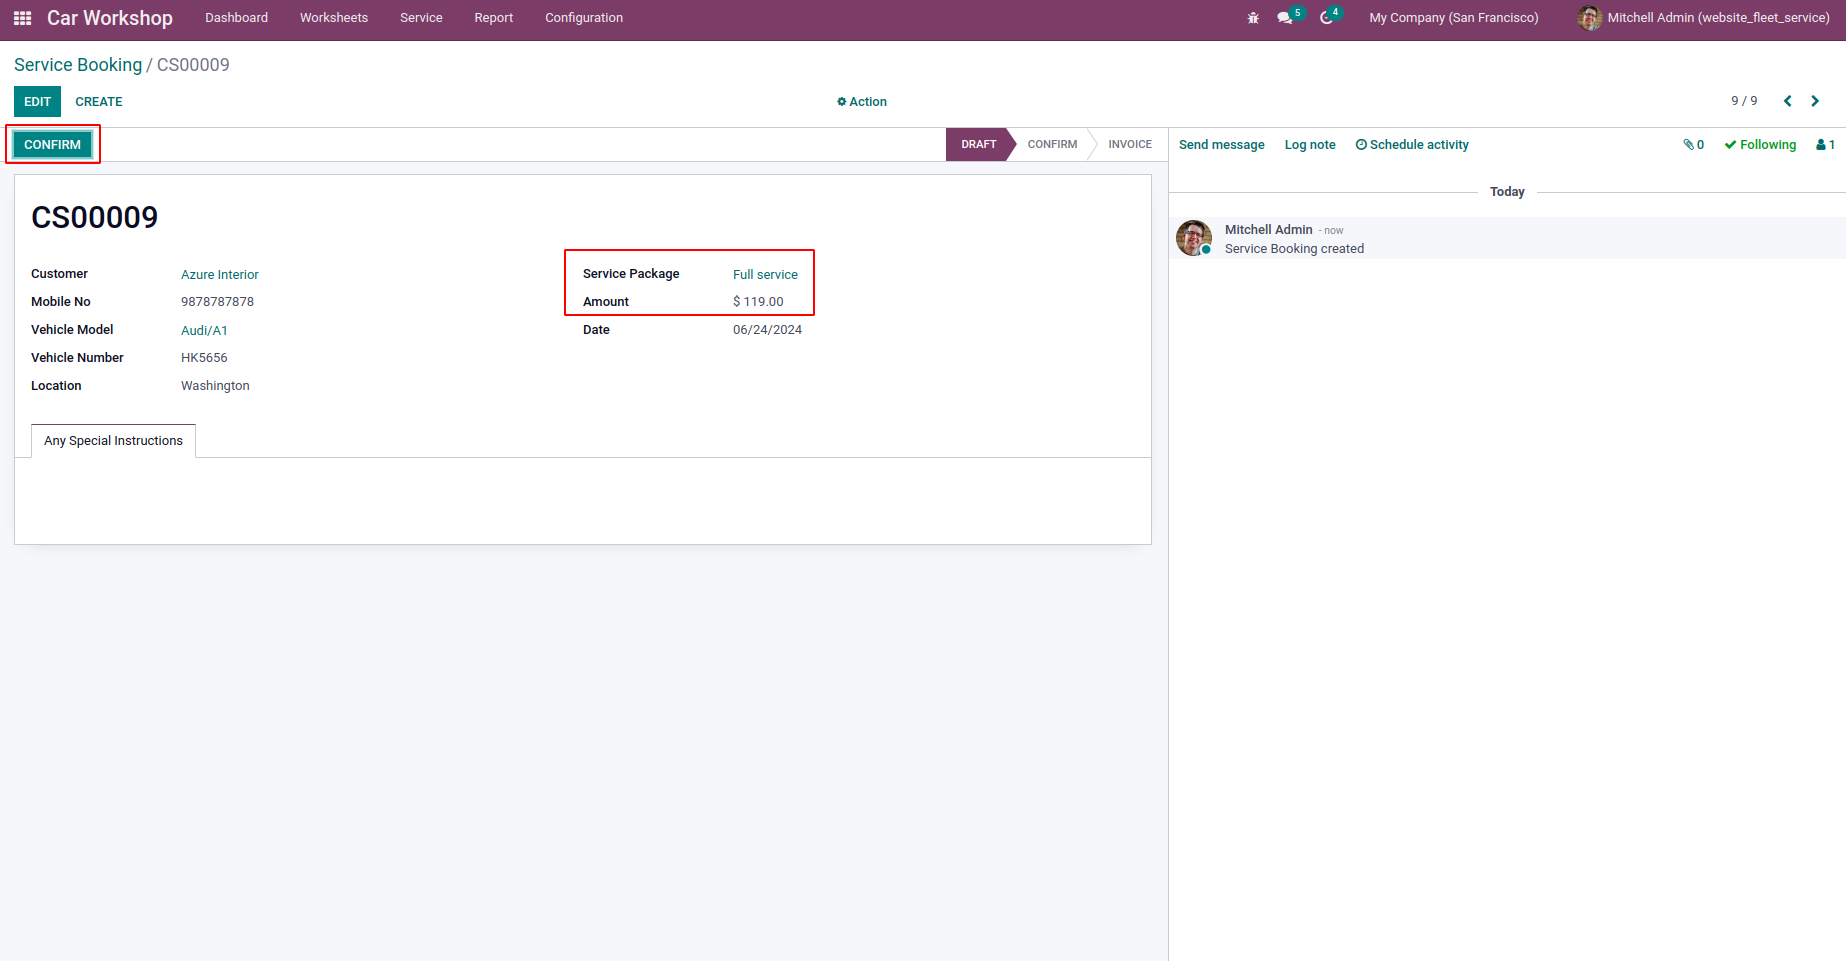 Car Workshop Dashboard Worksheets Service Report Configuration 5 4 My Company (San Francisco) Mitchell Admin (website_fleet_service)
Service Booking / CS00009
EDIT CREATE Action 9 / 9
CONFIRM DRAFT CONFIRM INVOICE Send message Log note Schedule activity 0 Following 1
Today
CS00009
Mitchell Admin - now
Service Booking created
Customer Azure Interior Service Package Full service
Mobile No 9878787878 Amount $ 119.00
Vehicle Model Audi/A1 Date 06/24/2024
Vehicle Number HK5656
Location Washington
Any Special Instructions